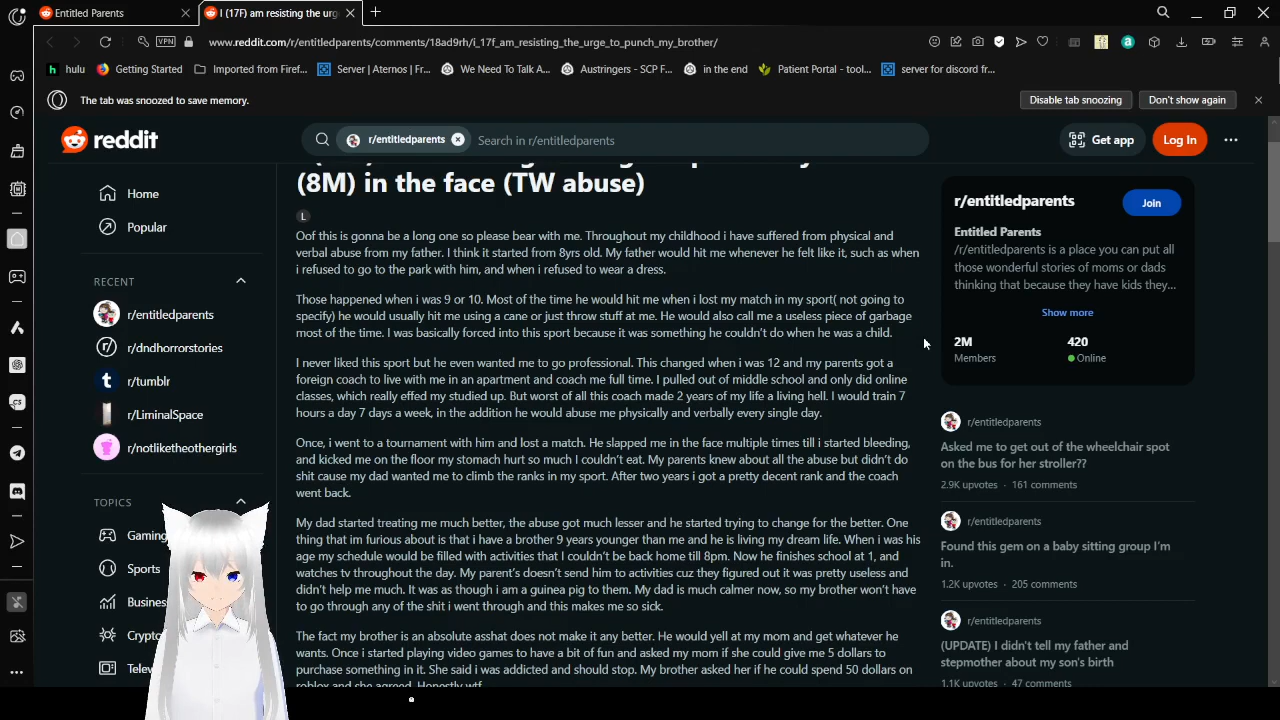 Entitled Parents
I (17F) am resisting the urg
VPN
www.reddit.com/r/entitledparents/comments/18ad9rh/i_17f_am_resisting_the_urge_to_punch_my_brother/
hulu
Getting Started
Imported from Firef...
Server | Aternos | Fr...
We Need To Talk A...
Austringers - SCP F...
in the end
Patient Portal - tool...
server for discord fr...
The tab was snoozed to save memory.
Disable tab snoozing
Don't show again
reddit
r/entitledparents
Search in r/entitledparents
Get app
Log In
Home
Popular
RECENT
r/entitledparents
r/dndhorrorstories
r/tumblr
r/LiminalSpace
r/notliketheothergirls
TOPICS
Gaming
Sports
Busines
Crypto
Telev
(8M) in the face (TW abuse)
L
Oof this is gonna be a long one so please bear with me. Throughout my childhood i have suffered from physical and
verbal abuse from my father. I think it started from 8yrs old. My father would hit me whenever he felt like it, such as when
i refused to go to the park with him, and when i refused to wear a dress.
Those happened when i was 9 or 10. Most of the time he would hit me when i lost my match in my sport( not going to
specify) he would usually hit me using a cane or just throw stuff at me. He would also call me a useless piece of garbage
most of the time. I was basically forced into this sport because it was something he couldn't do when he was a child.
I never liked this sport but he even wanted me to go professional. This changed when i was 12 and my parents got a
foreign coach to live with me in an apartment and coach me full time. I pulled out of middle school and only did online
classes, which really effed my studied up. But worst of all this coach made 2 years of my life a living hell. I would train 7
hours a day 7 days a week, in the addition he would abuse me physically and verbally every single day.
Once, i went to a tournament with him and lost a match. He slapped me in the face multiple times till i started bleeding,
and kicked me on the floor my stomach hurt so much I couldn't eat. My parents knew about all the abuse but didn't do
shit cause my dad wanted me to climb the ranks in my sport. After two years i got a pretty decent rank and the coach
went back.
My dad started treating me much better, the abuse got much lesser and he started trying to change for the better. One
thing that im furious about is that i have a brother 9 years younger than me and he is living my dream life. When i was his
age my schedule would be filled with activities that I couldn't be back home till 8pm. Now he finishes school at 1, and
watches tv throughout the day. My parent's doesn't send him to activities cuz they figured out it was pretty useless and
didn't help me much. It was as though i am a guinea pig to them. My dad is much calmer now, so my brother won't have
to go through any of the shit i went through and this makes me so sick.
The fact my brother is an absolute asshat does not make it any better. He would yell at my mom and get whatever he
wants. Once i started playing video games to have a bit of fun and asked my mom if she could give me 5 dollars to
purchase something in it. She said i was addicted and should stop. My brother asked her if he could spend 50 dollars on
roblox and she agreed. Honestly wtf
r/entitledparents
Join
Entitled Parents
/r/entitledparents is a place you can put all
those wonderful stories of moms or dads
thinking that because they have kids they...
Show more
2M
420
Members
Online
r/entitledparents
Asked me to get out of the wheelchair spot
on the bus for her stroller??
2.9K upvotes · 161 comments
r/entitledparents
Found this gem on a baby sitting group I'm
in.
1.2K upvotes · 205 comments
r/entitledparents
(UPDATE) I didn't tell my father and
stepmother about my son's birth
1.1K upvotes · 47 comments